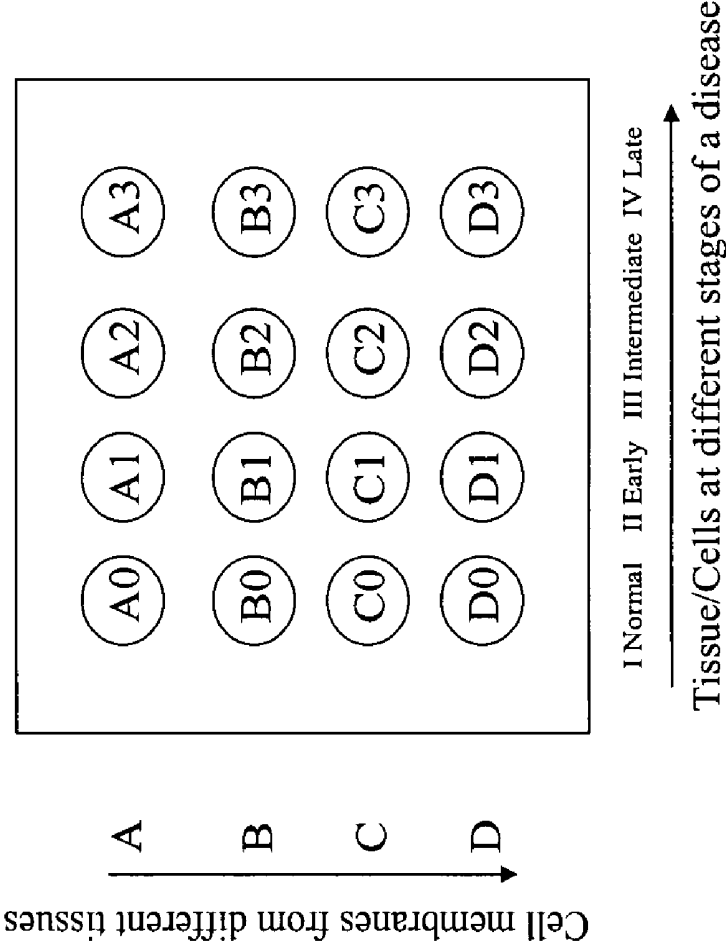 Cell membranes from different tissues
A A0 A1 A2 A3
B B0 B1 B2 B3
C C0 C1 C2 C3
D D0 D1 D2 D3
I Normal II Early III Intermediate IV Late
Tissue/Cells at different stages of a disease